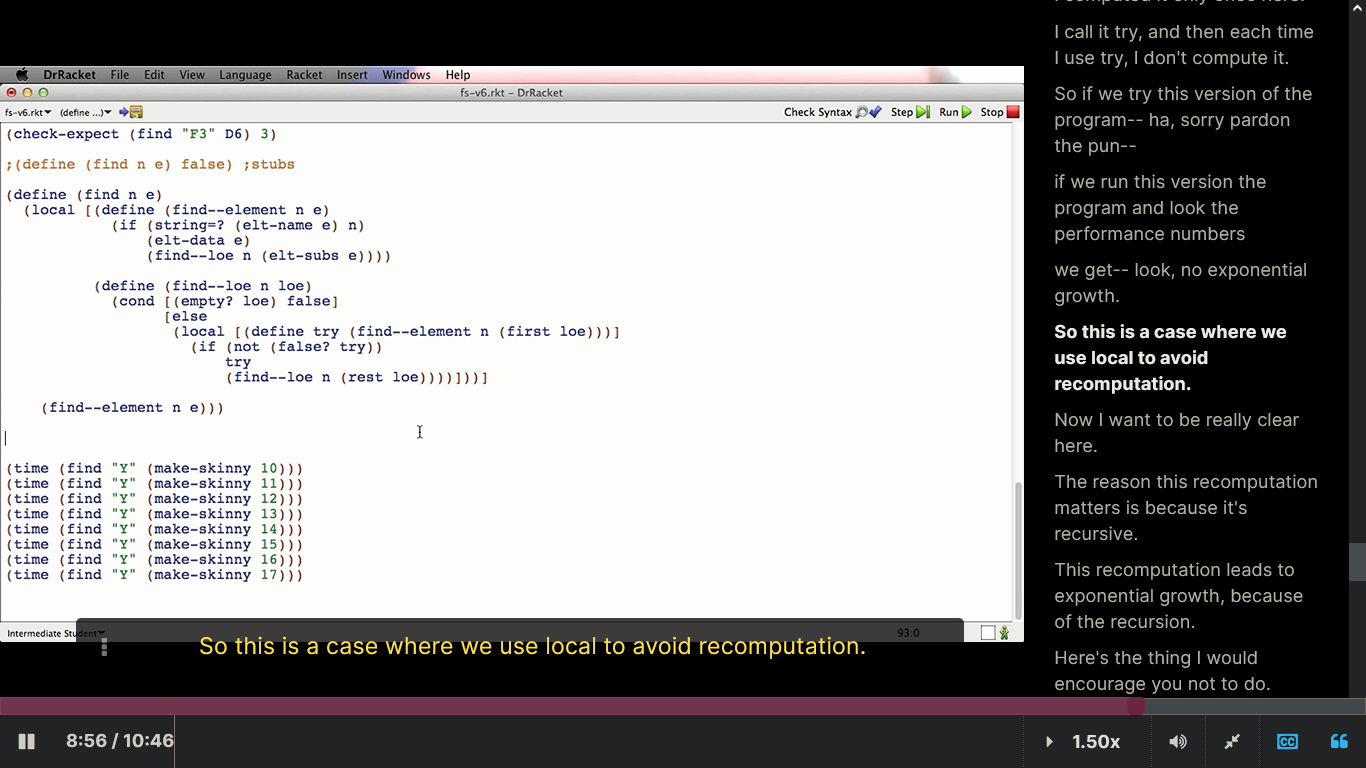 DrRacket File Edit View Language Racket Insert Windows Help
fs-v6.rkt – DrRacket
fs-v6.rkt▾ (define ...)▾ Check Syntax Step Run Stop
(check-expect (find "F3" D6) 3)
;(define (find n e) false) ;stubs
(define (find n e)
(local [(define (find--element n e)
(if (string=? (elt-name e) n)
(elt-data e)
(find--loe n (elt-subs e))))
(define (find--loe n loe)
(cond [(empty? loe) false]
[else
(local [(define try (find--element n (first loe)))]
(if (not (false? try))
try
(find--loe n (rest loe))))]))]
(find--element n e)))
(time (find "Y" (make-skinny 10)))
(time (find "Y" (make-skinny 11)))
(time (find "Y" (make-skinny 12)))
(time (find "Y" (make-skinny 13)))
(time (find "Y" (make-skinny 14)))
(time (find "Y" (make-skinny 15)))
(time (find "Y" (make-skinny 16)))
(time (find "Y" (make-skinny 17)))
Intermediate Student▾ 93:0
So this is a case where we use local to avoid recomputation.
8:56 / 10:46
1.50x
CC
I computed it only once here.
I call it try, and then each time
I use try, I don't compute it.
So if we try this version of the
program-- ha, sorry pardon
the pun--
if we run this version the
program and look the
performance numbers
we get-- look, no exponential
growth.
So this is a case where we
use local to avoid
recomputation.
Now I want to be really clear
here.
The reason this recomputation
matters is because it's
recursive.
This recomputation leads to
exponential growth, because
of the recursion.
Here's the thing I would
encourage you not to do.